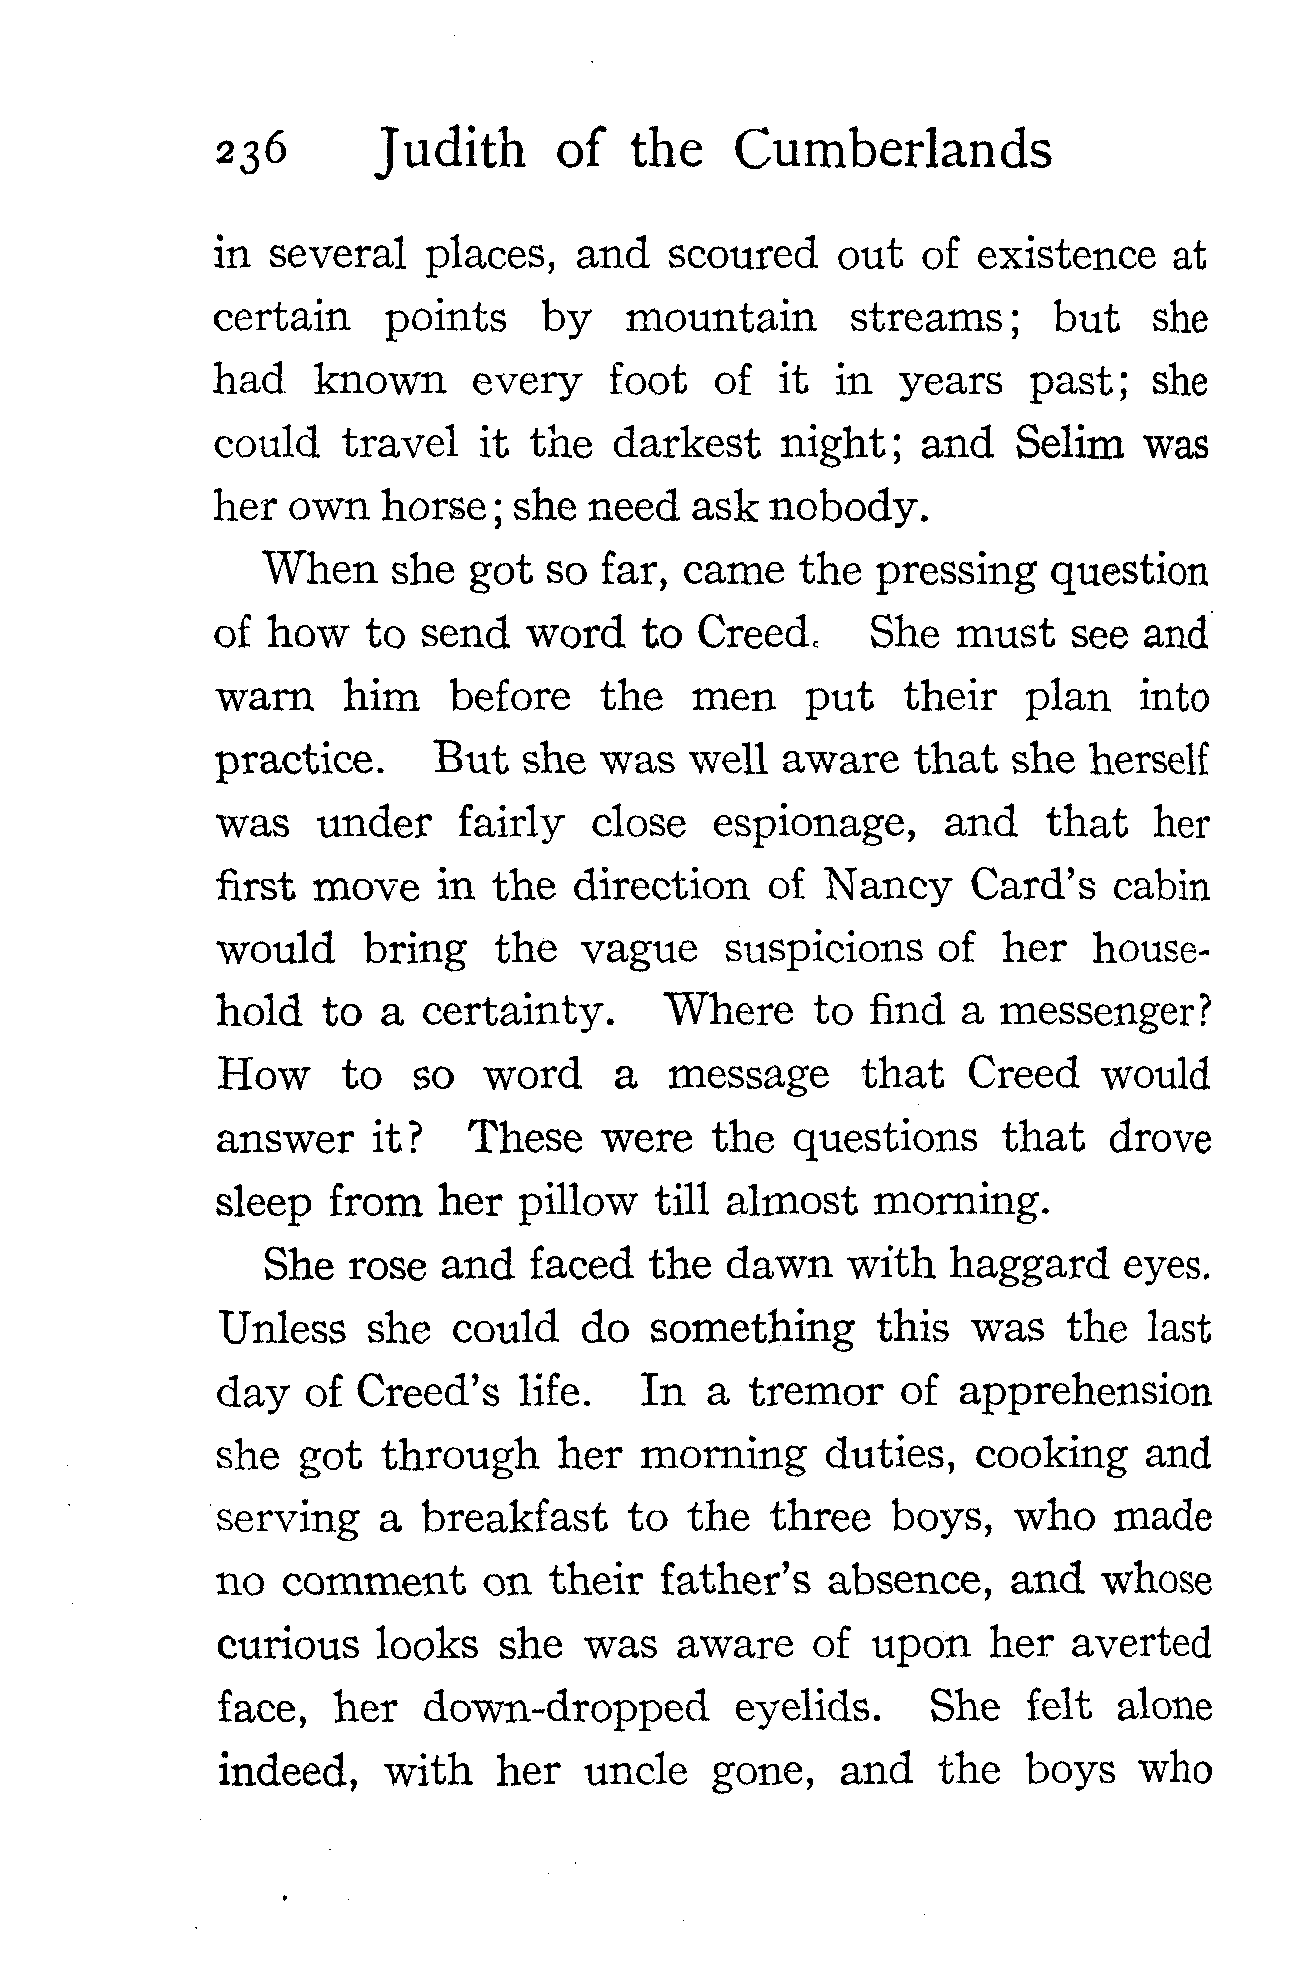 236 Judith of the Cumberlands
in several places, and scoured out of existence at
certain points by mountain streams; but she
had known every foot of it in years past; she
could travel it the darkest night; and Selim was
her own horse; she need ask nobody.
When she got so far, came the pressing question
of how to send word to Creed. She must see and
warn him before the men put their plan into
practice. But she was well aware that she herself
was under fairly close espionage, and that her
first move in the direction of Nancy Card's cabin
would bring the vague suspicions of her house-
hold to a certainty. Where to find a messenger?
How to so word a message that Creed would
answer it? These were the questions that drove
sleep from her pillow till almost morning.
She rose and faced the dawn with haggard eyes.
Unless she could do something this was the last
day of Creed's life. In a tremor of apprehension
she got through her morning duties, cooking and
serving a breakfast to the three boys, who made
no comment on their father's absence, and whose
curious looks she was aware of upon her averted
face, her down-dropped eyelids. She felt alone
indeed, with her uncle gone, and the boys who